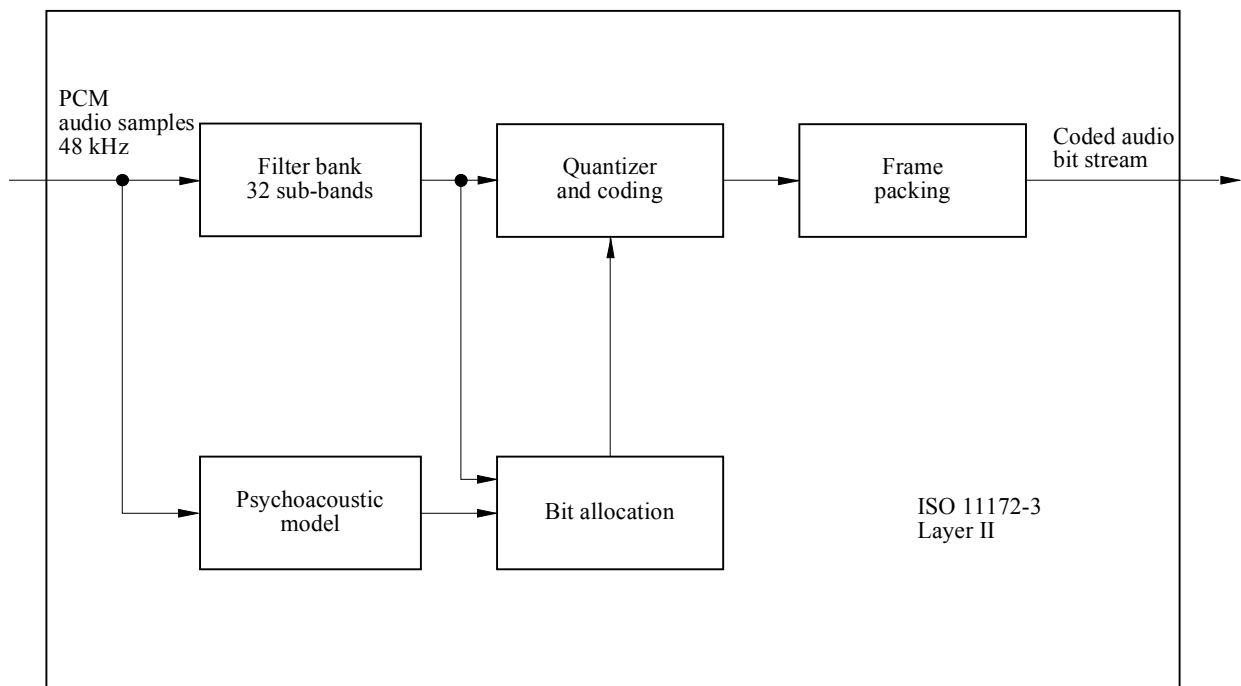 PCM
audio samples
48 kHz
Filter bank
32 sub-bands
Quantizer
and coding
Frame
packing
Coded audio
bit stream
Psychoacoustic
model
Bit allocation
ISO 11172-3
Layer II